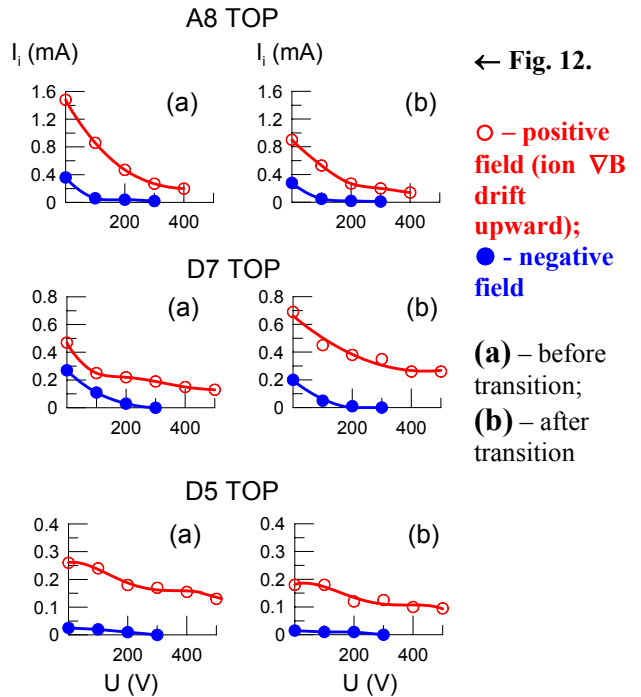 A8 TOP
Iᵢ (mA)
Iᵢ (mA)
← Fig. 12.
1.6
1.2
0.8
0.4
0
200
400
(a)
1.6
1.2
0.8
0.4
0
200
400
(b)
○ – positive
field (ion ∇B
drift
upward);
● - negative
field
D7 TOP
0.8
0.6
0.4
0.2
0
200
400
(a)
0.8
0.6
0.4
0.2
0
200
400
(b)
(a) – before
transition;
(b) – after
transition
D5 TOP
0.4
0.3
0.2
0.1
0
200
400
(a)
0.4
0.3
0.2
0.1
0
200
400
(b)
U (V)
U (V)